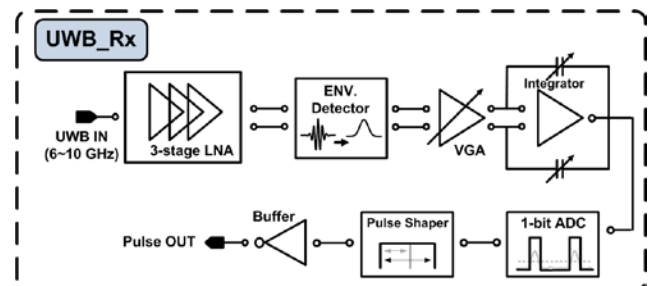 UWB_Rx
UWB IN
(6~10 GHz)
3-stage LNA
ENV.
Detector
VGA
Integrator
Pulse OUT
Buffer
Pulse Shaper
1-bit ADC